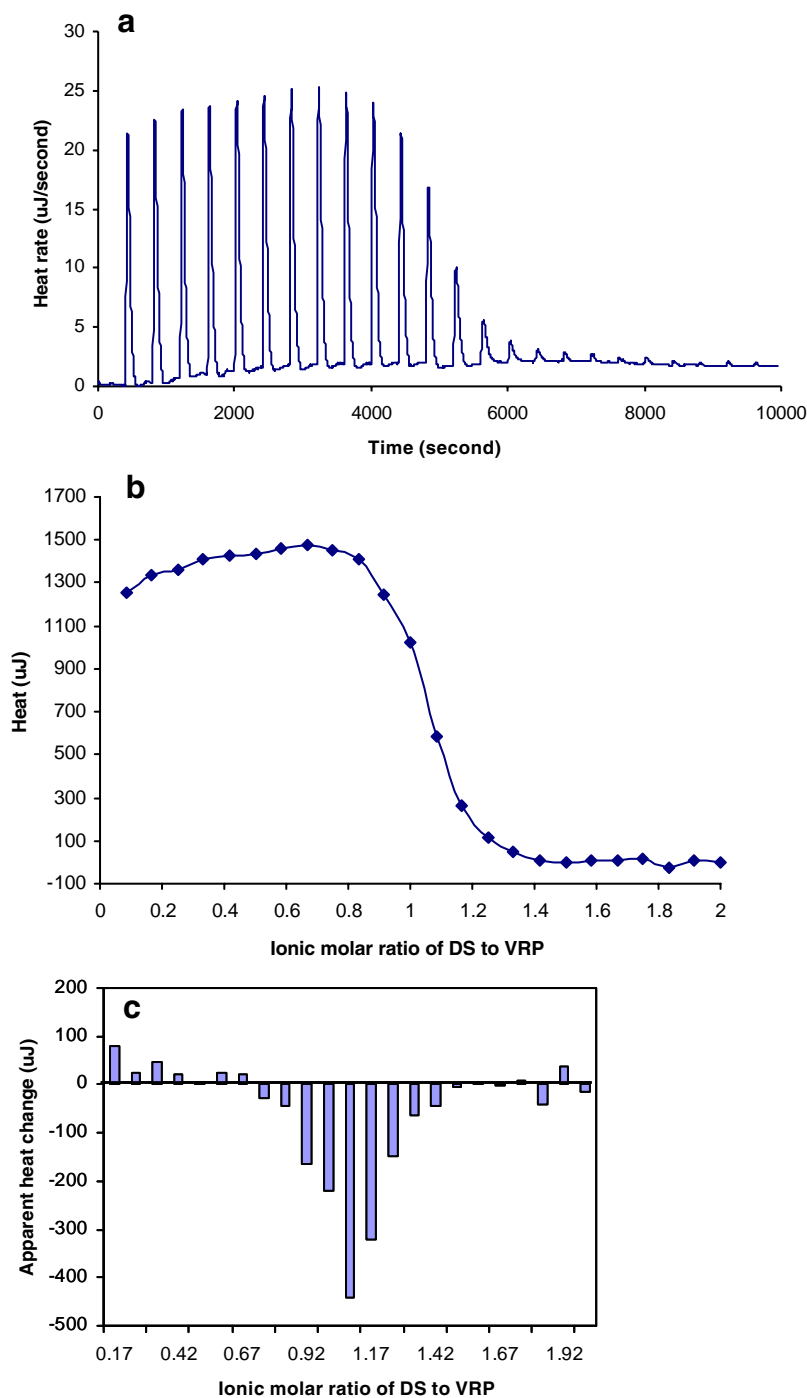 a
30
25
20
15
10
5
0
Heat rate (uJ/second)
0 2000 4000 6000 8000 10000
Time (second)
b
1700
1500
1300
1100
900
700
500
300
100
-100
Heat (uJ)
0 0.2 0.4 0.6 0.8 1 1.2 1.4 1.6 1.8 2
Ionic molar ratio of DS to VRP
c
200
100
0
-100
-200
-300
-400
-500
Apparent heat change (uJ)
0.17 0.42 0.67 0.92 1.17 1.42 1.67 1.92
Ionic molar ratio of DS to VRP